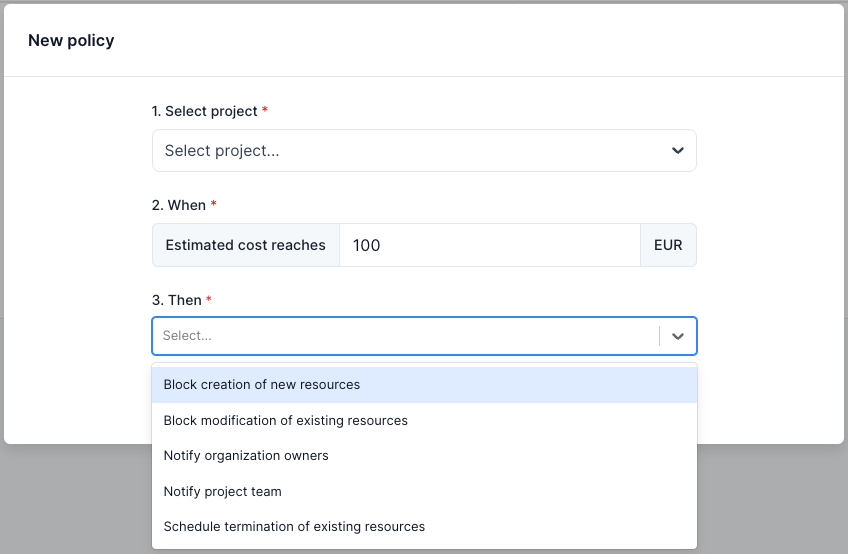 New policy
1. Select project *
Select project...
2. When *
Estimated cost reaches 100 EUR
3. Then *
Select...
Block creation of new resources
Block modification of existing resources
Notify organization owners
Notify project team
Schedule termination of existing resources